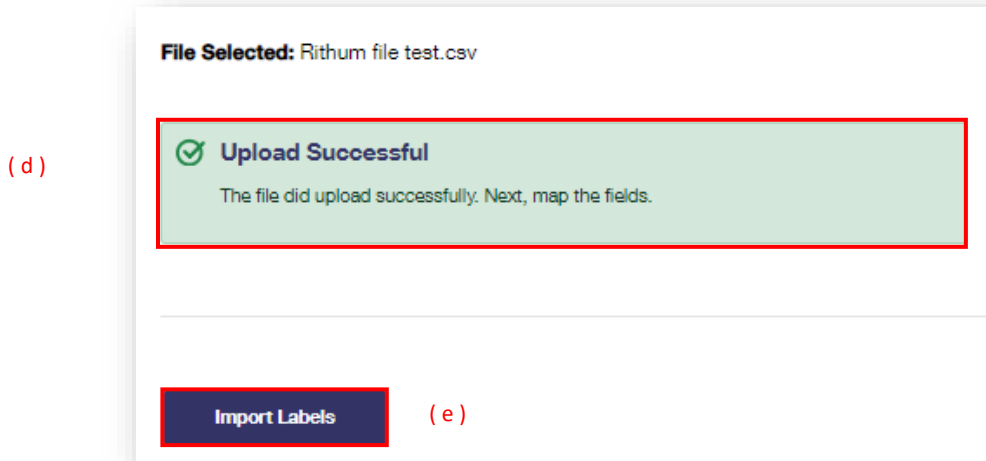 File Selected: Rithum file test.csv
( d )
Upload Successful
The file did upload successfully. Next, map the fields.
Import Labels
( e )